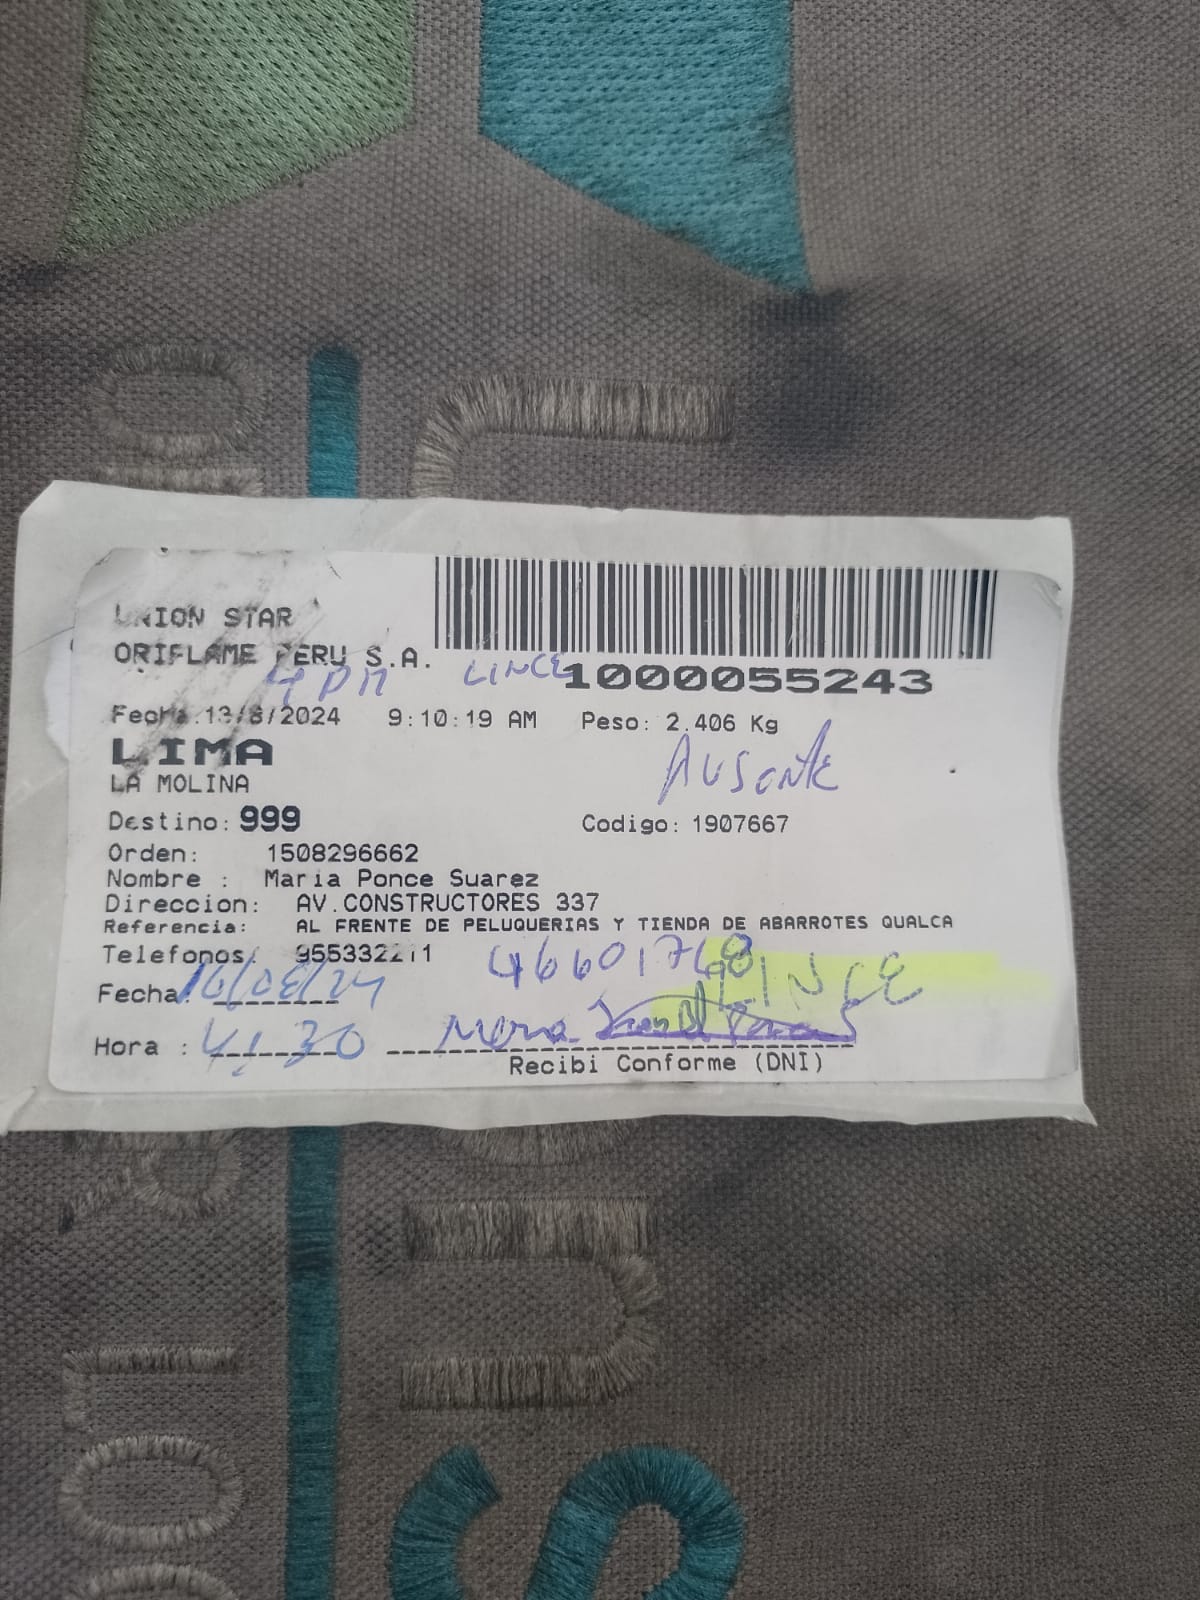 UNION STAR
ORIFLAME PERU S.A.
4 PM LINCE
1000055243
Fecha:13/8/2024 9:10:19 AM Peso: 2.406 Kg
LIMA
AUSENTE
LA MOLINA
Destino: 999 Codigo: 1907667
Orden: 1508296662
Nombre : Maria Ponce Suarez
Direccion: AV.CONSTRUCTORES 337
Referencia: AL FRENTE DE PELUQUERIAS Y TIENDA DE ABARROTES QUALCA
Telefonos: 955332211 46601768
LINCE
Fecha: 16/08/24
Hora : 4:30
Recibi Conforme (DNI)